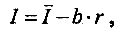 I = Ī − b · r ,